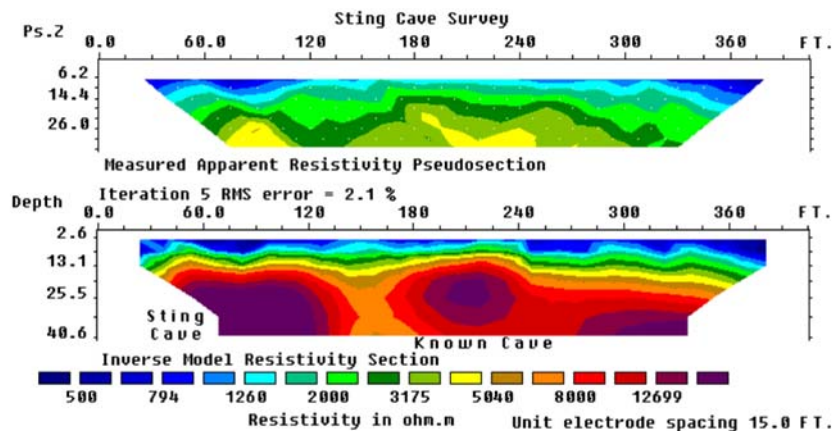 Sting Cave Survey
Ps.Z
0.0 60.0 120 180 240 300 360 FT.
6.2
14.4
26.0
Measured Apparent Resistivity Pseudosection
Depth Iteration 5 RMS error = 2.1 %
0.0 60.0 120 180 240 300 360 FT.
2.6
13.1
25.5
Sting
Cave
40.6
Known Cave
Inverse Model Resistivity Section
500 794 1260 2000 3175 5040 8000 12699
Resistivity in ohm.m Unit electrode spacing 15.0 FT.